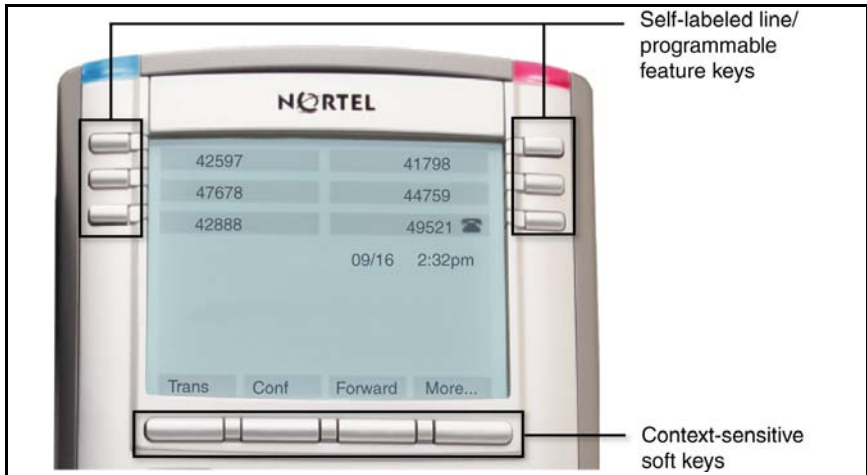 Self-labeled line/
programmable
feature keys
NORTEL
42597 41798
47678 44759
42888 49521
09/16 2:32pm
Trans Conf Forward More...
Context-sensitive
soft keys